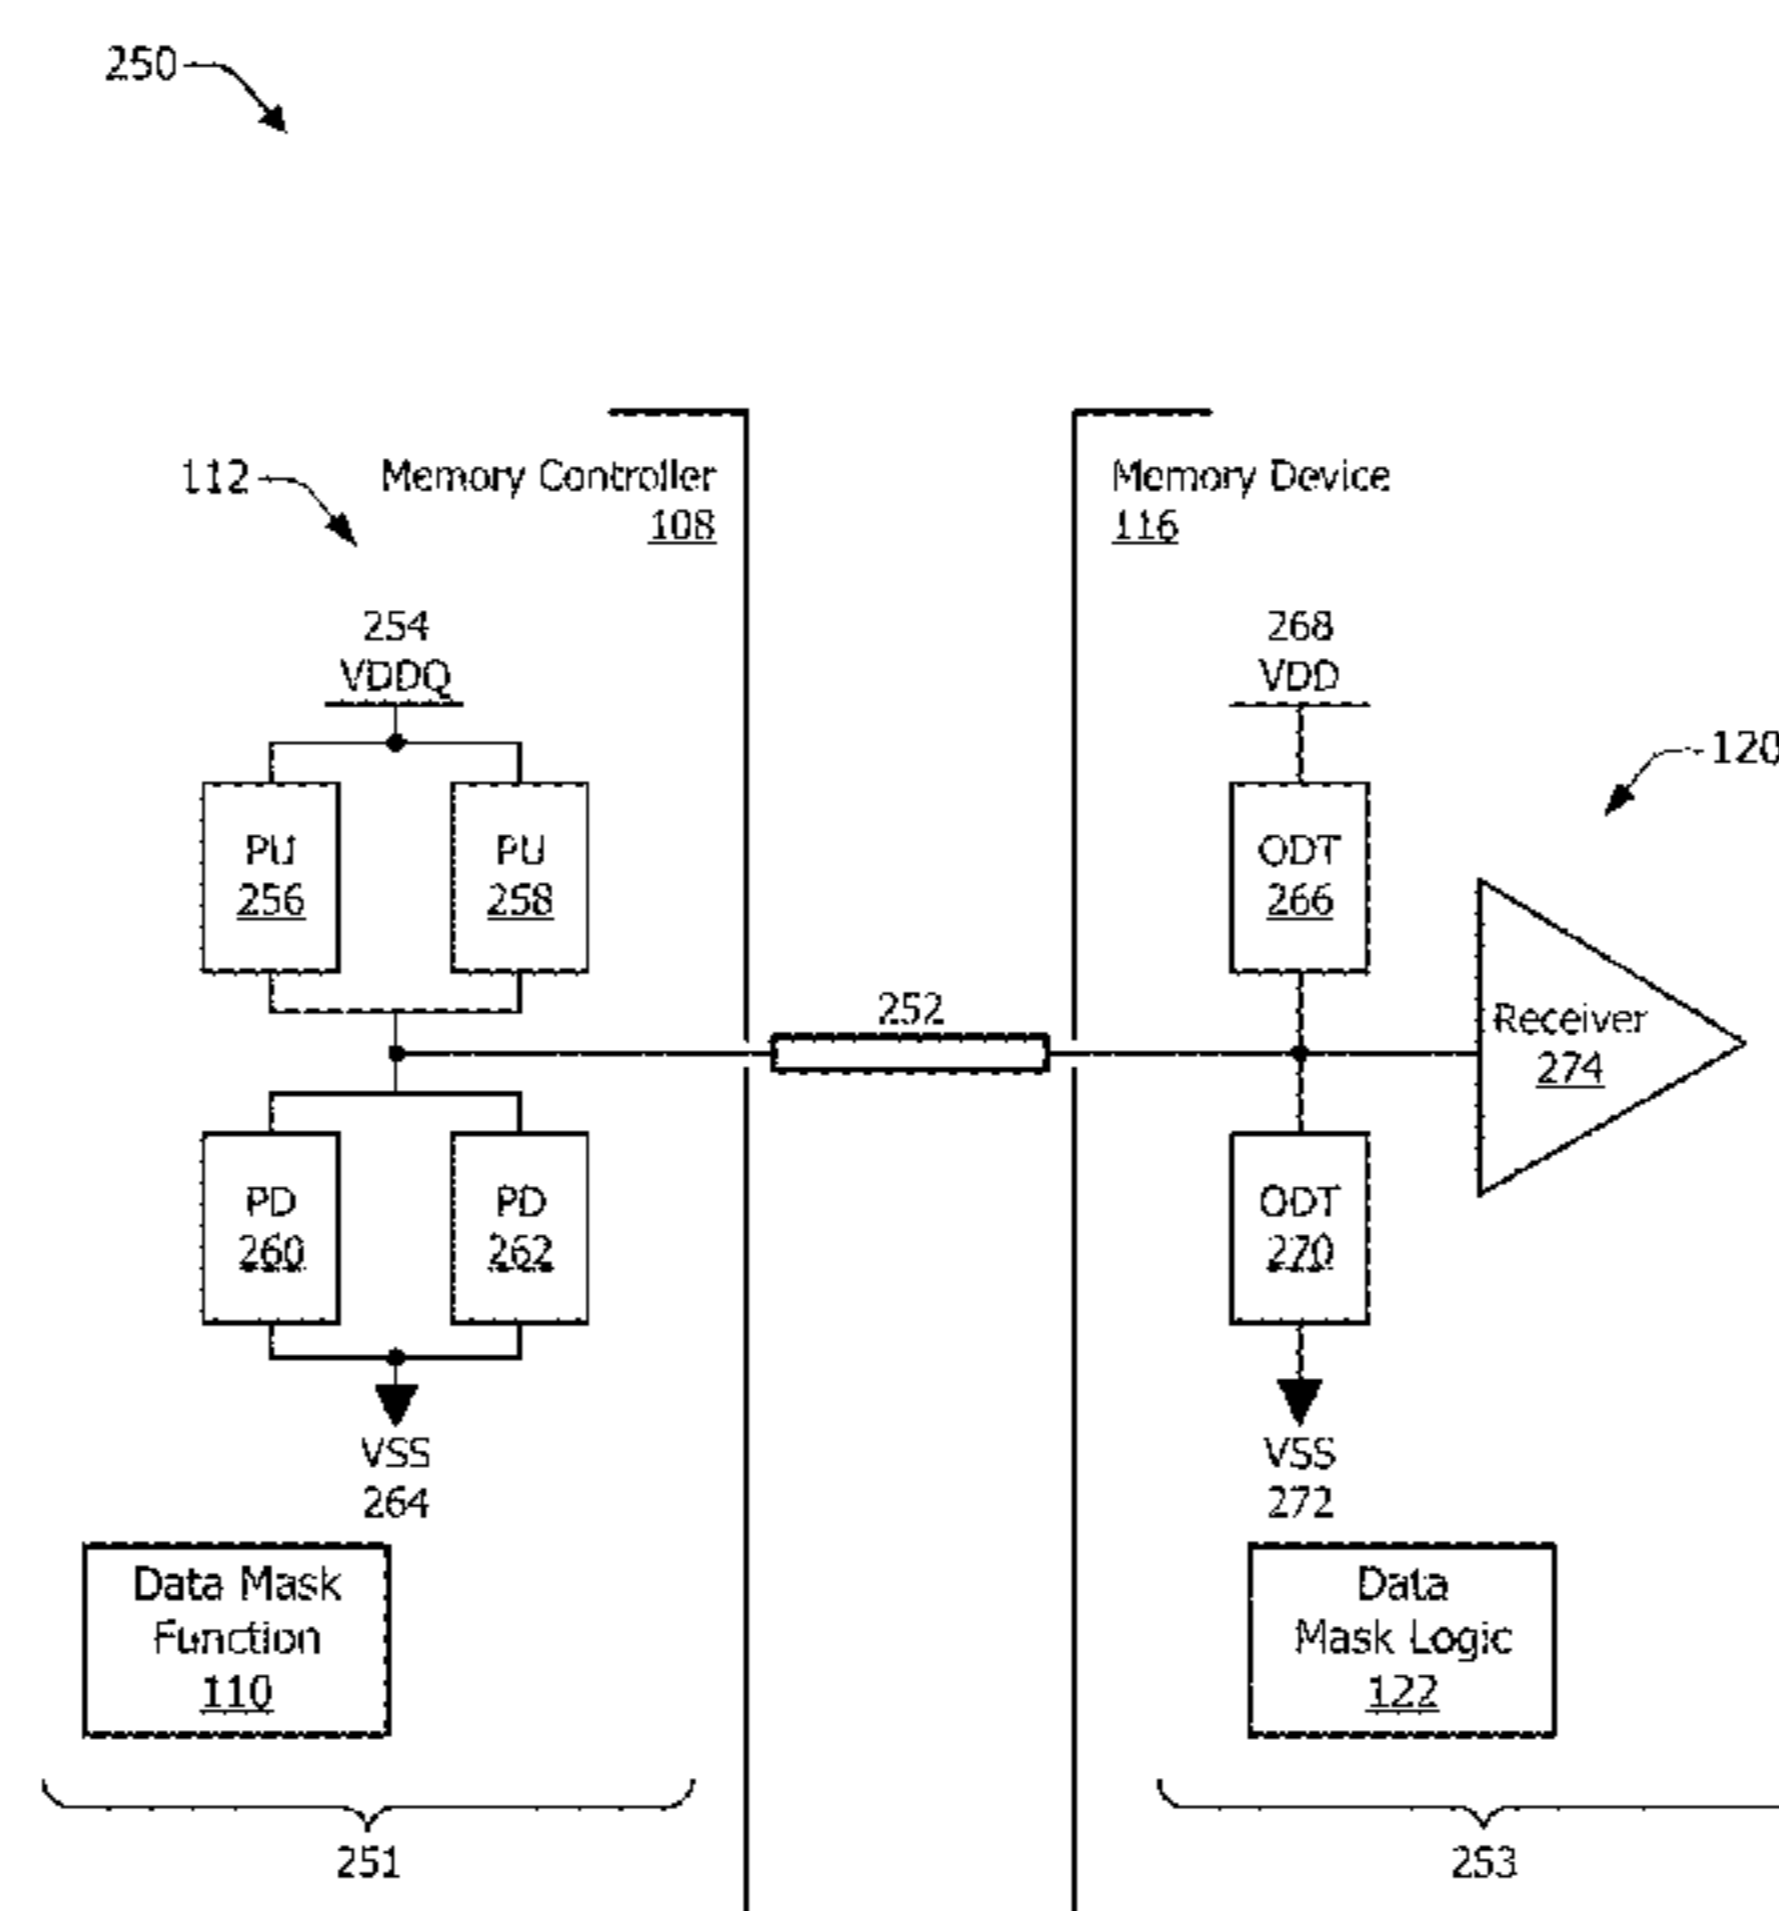 250
112
Memory Controller
108
Memory Device
116
254
VDDQ
268
VDD
120
PU
256
PU
258
ODT
266
252
Receiver
274
PD
260
PD
262
ODT
270
VSS
264
VSS
272
Data Mask
Function
110
Data
Mask Logic
122
251
253